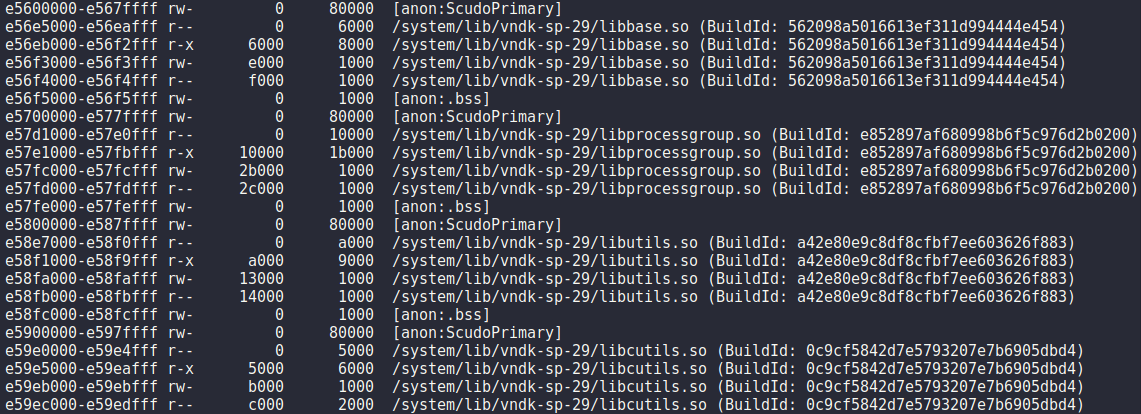 e5600000-e567ffff rw- 0 80000 [anon:ScudoPrimary]
e56e5000-e56eafff r-- 0 6000 /system/lib/vndk-sp-29/libbase.so (BuildId: 562098a5016613ef311d994444e454)
e56eb000-e56f2fff r-x 6000 8000 /system/lib/vndk-sp-29/libbase.so (BuildId: 562098a5016613ef311d994444e454)
e56f3000-e56f3fff rw- e000 1000 /system/lib/vndk-sp-29/libbase.so (BuildId: 562098a5016613ef311d994444e454)
e56f4000-e56f4fff r-- f000 1000 /system/lib/vndk-sp-29/libbase.so (BuildId: 562098a5016613ef311d994444e454)
e56f5000-e56f5fff rw- 0 1000 [anon:.bss]
e5700000-e577ffff rw- 0 80000 [anon:ScudoPrimary]
e57d1000-e57e0fff r-- 0 10000 /system/lib/vndk-sp-29/libprocessgroup.so (BuildId: e852897af680998b6f5c976d2b0200)
e57e1000-e57fbfff r-x 10000 1b000 /system/lib/vndk-sp-29/libprocessgroup.so (BuildId: e852897af680998b6f5c976d2b0200)
e57fc000-e57fcfff rw- 2b000 1000 /system/lib/vndk-sp-29/libprocessgroup.so (BuildId: e852897af680998b6f5c976d2b0200)
e57fd000-e57fdfff r-- 2c000 1000 /system/lib/vndk-sp-29/libprocessgroup.so (BuildId: e852897af680998b6f5c976d2b0200)
e57fe000-e57fefff rw- 0 1000 [anon:.bss]
e5800000-e587ffff rw- 0 80000 [anon:ScudoPrimary]
e58e7000-e58f0fff r-- 0 a000 /system/lib/vndk-sp-29/libutils.so (BuildId: a42e80e9c8df8cfbf7ee603626f883)
e58f1000-e58f9fff r-x a000 9000 /system/lib/vndk-sp-29/libutils.so (BuildId: a42e80e9c8df8cfbf7ee603626f883)
e58fa000-e58fafff rw- 13000 1000 /system/lib/vndk-sp-29/libutils.so (BuildId: a42e80e9c8df8cfbf7ee603626f883)
e58fb000-e58fbfff r-- 14000 1000 /system/lib/vndk-sp-29/libutils.so (BuildId: a42e80e9c8df8cfbf7ee603626f883)
e58fc000-e58fcfff rw- 0 1000 [anon:.bss]
e5900000-e597ffff rw- 0 80000 [anon:ScudoPrimary]
e59e0000-e59e4fff r-- 0 5000 /system/lib/vndk-sp-29/libcutils.so (BuildId: 0c9cf5842d7e5793207e7b6905dbd4)
e59e5000-e59eafff r-x 5000 6000 /system/lib/vndk-sp-29/libcutils.so (BuildId: 0c9cf5842d7e5793207e7b6905dbd4)
e59eb000-e59ebfff rw- b000 1000 /system/lib/vndk-sp-29/libcutils.so (BuildId: 0c9cf5842d7e5793207e7b6905dbd4)
e59ec000-e59edfff r-- c000 2000 /system/lib/vndk-sp-29/libcutils.so (BuildId: 0c9cf5842d7e5793207e7b6905dbd4)